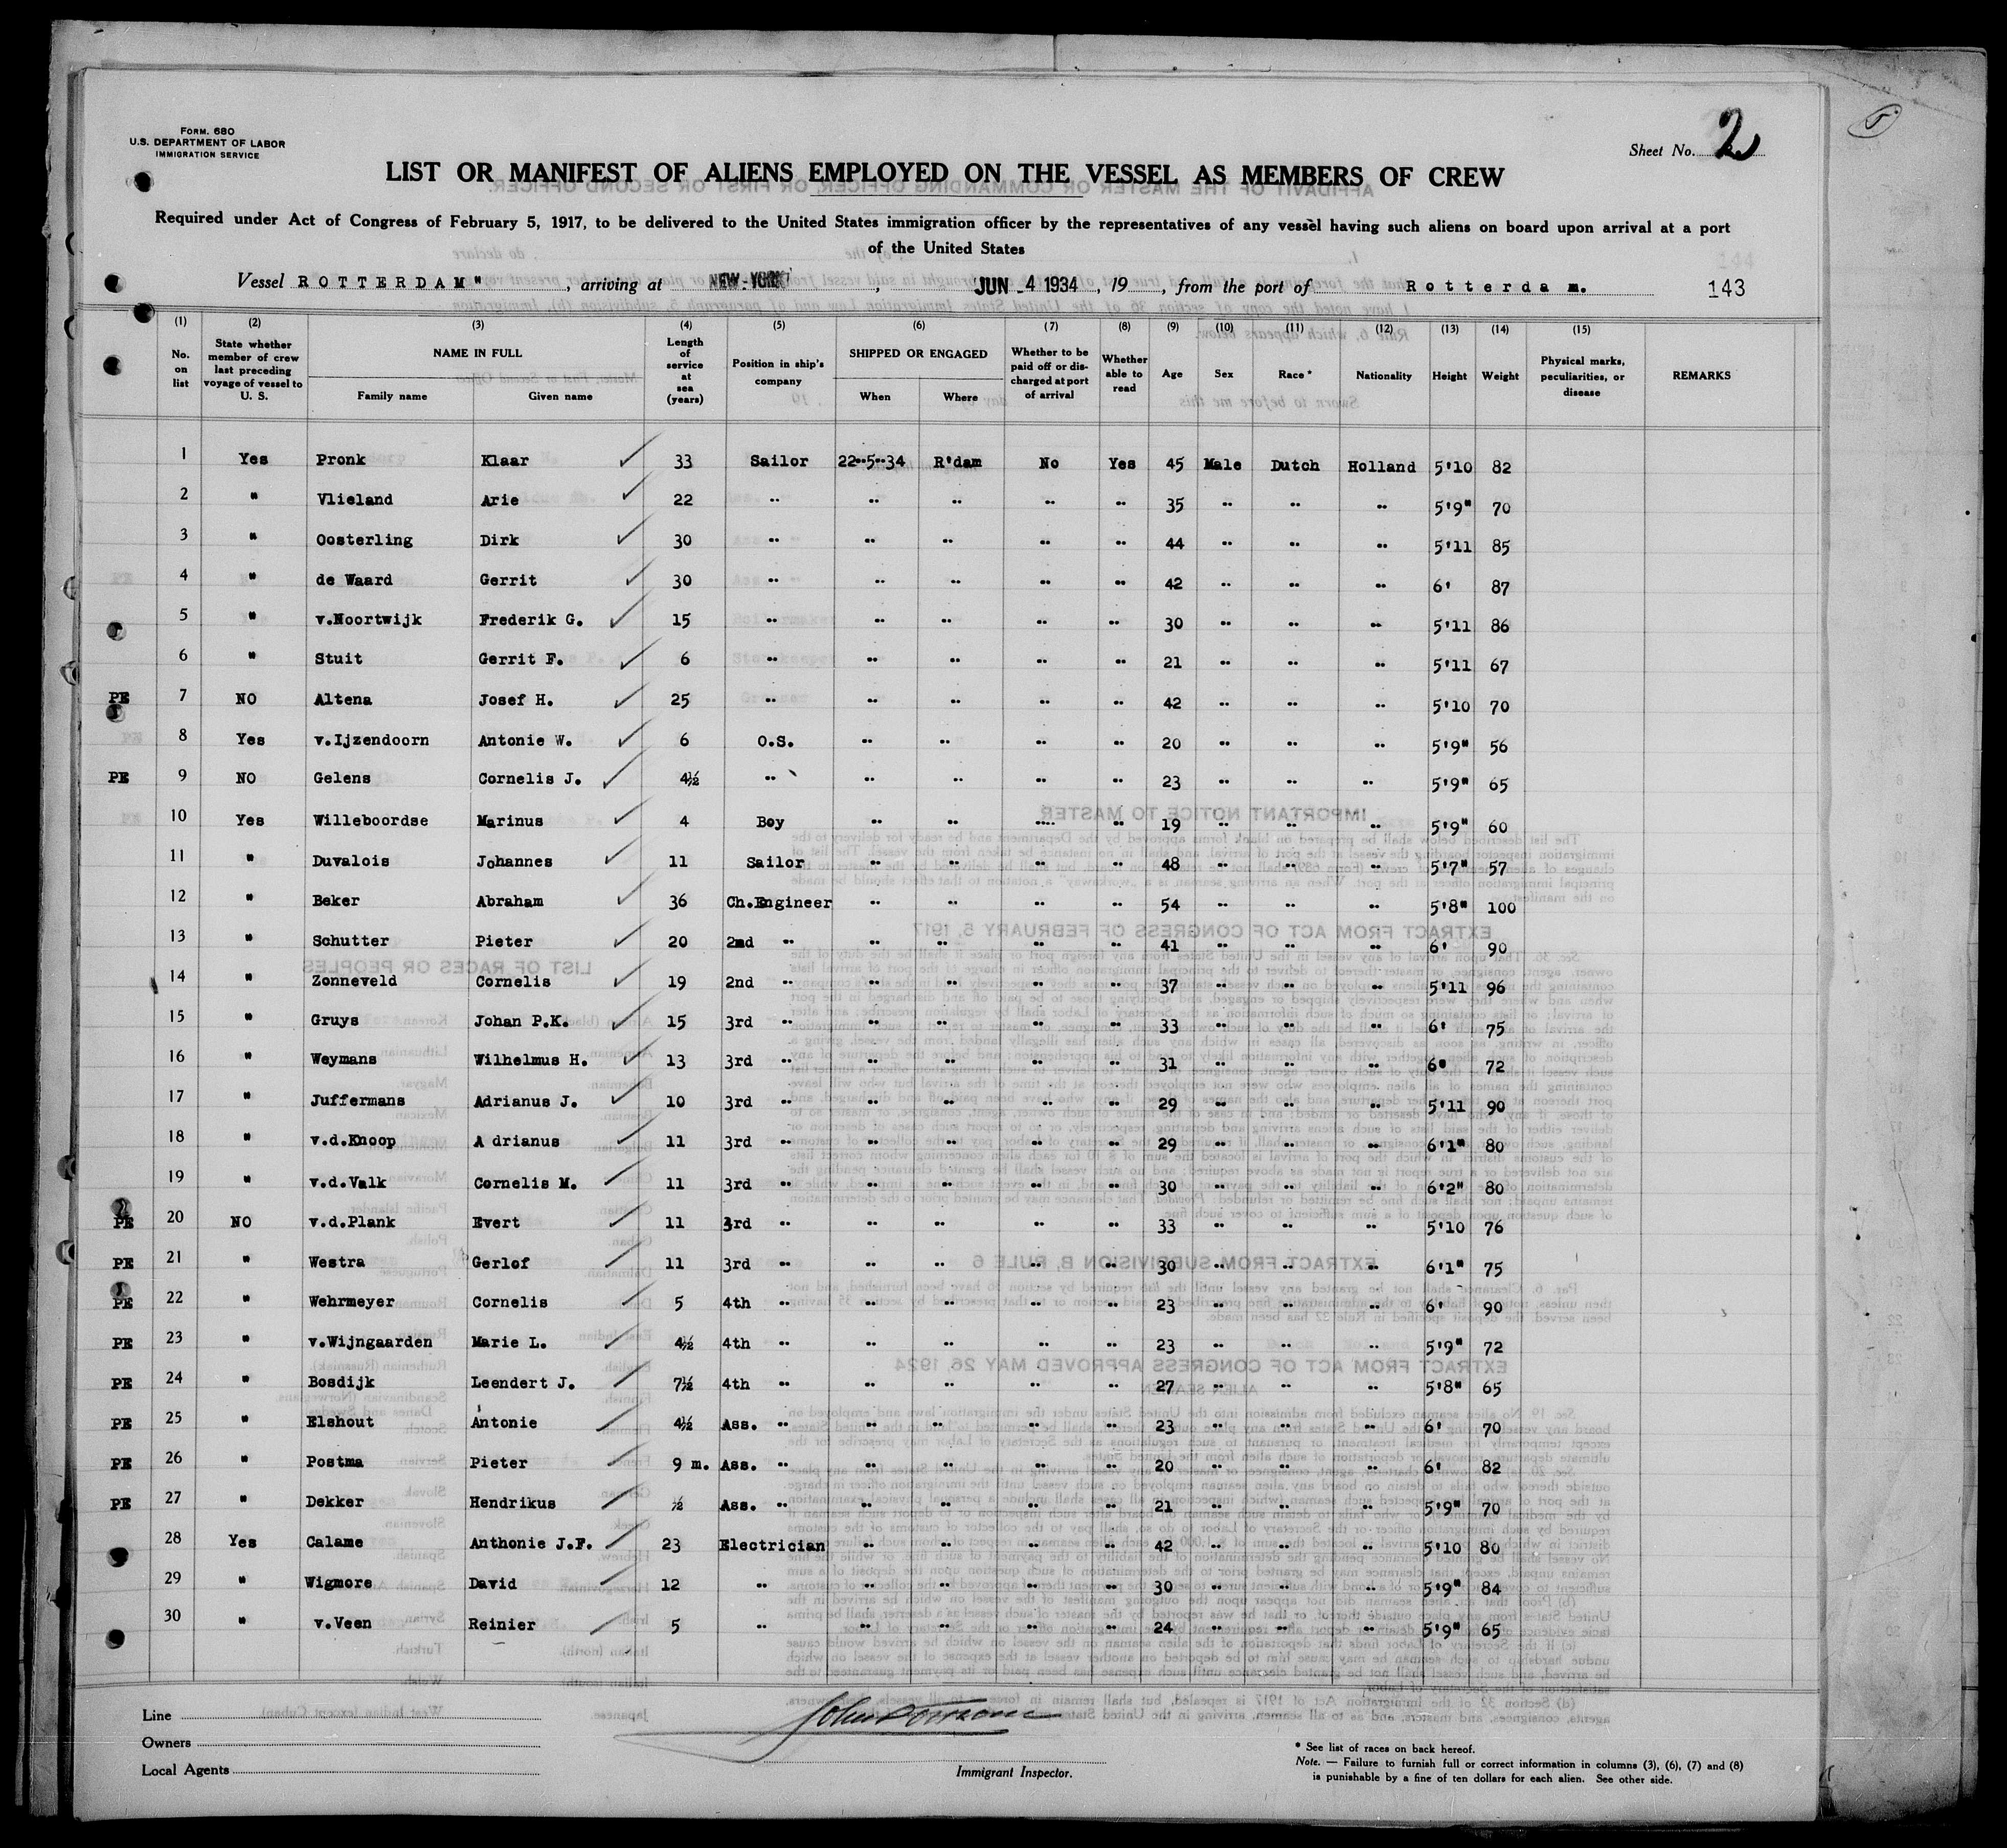 FORM. 680
U.S. DEPARTMENT OF LABOR
IMMIGRATION SERVICE
Sheet No. 2
LIST OR MANIFEST OF ALIENS EMPLOYED ON THE VESSEL AS MEMBERS OF CREW
Required under Act of Congress of February 5, 1917, to be delivered to the United States immigration officer by the representatives of any vessel having such aliens on board upon arrival at a port
of the United States
Vessel ROTTERDAM", arriving at NEW-YORK, JUN - 4 1934, 19 , from the port of Rotterdam. 143
(1) (2) (3) (4) (5) (6) (7) (8) (9) (10) (11) (12) (13) (14) (15)
No. on list State whether member of crew last preceding voyage of vessel to U. S. NAME IN FULL Family name Given name Length of service at sea (years) Position in ship's company SHIPPED OR ENGAGED When Where Whether to be paid off or discharged at port of arrival Whether able to read Age Sex Race * Nationality Height Weight Physical marks, peculiarities, or disease REMARKS
1 Yes Pronk Klaar 33 Sailor 22"5"34 R'dam No Yes 45 Male Dutch Holland 5'10 82
2 " Vlieland Arie 22 " " " " " 35 " " " 5'9" 70
3 " Oosterling Dirk 30 " " " " " 44 " " " 5'11 85
4 " de Waard Gerrit 30 " " " " " 42 " " " 6' 87
5 " v.Noortwijk Frederik G. 15 " " " " " 30 " " " 5'11 86
6 " Stuit Gerrit F. 6 " " " " " 21 " " " 5'11 67
PE 7 NO Altena Josef H. 25 " " " " " 42 " " " 5'10 70
8 Yes v.Ijzendoorn Antonie W. 6 O.S. " " " " 20 " " " 5'9" 56
PE 9 NO Gelens Cornelis J. 4½ " " " " " 23 " " " 5'9" 65
10 Yes Willeboordse Marinus 4 Boy " " " " 19 " " " 5'9" 60
11 " Duvalois Johannes 11 Sailor " " " " 48 " " " 5'7" 57
12 " Beker Abraham 36 Ch.Engineer " " " " 54 " " " 5'8" 100
13 " Schutter Pieter 20 2nd " " " " " 41 " " " 6' 90
14 " Zonneveld Cornelis 19 2nd " " " " " 37 " " " 5'11 96
15 " Gruys Johan P.K. 15 3rd " " " " " 33 " " " 6' 75
16 " Weymans Wilhelmus H. 13 3rd " " " " " 31 " " " 6" 72
17 " Juffermans Adrianus J. 10 3rd " " " " " 29 " " " 5'11 90
18 " v.d.Knoop A drianus 11 3rd " " " " " 29 " " " 6'1" 80
19 " v.d.Valk Cornelis M. 11 3rd " " " " " 30 " " " 6'2" 80
PE 20 NO v.d.Plank Evert 11 3rd " " " " " 33 " " " 5'10 76
PE 21 " Westra Gerlof 11 3rd " " " " " 30 " " " 6'1" 75
PE 22 " Wehrmeyer Cornelis 5 4th " " " " " 23 " " " 6' 90
PE 23 " v.Wijngaarden Marie L. 4½ 4th " " " " " 23 " " " 5'9" 72
PE 24 " Bosdijk Leendert J. 7½ 4th " " " " " 27 " " " 5'8" 65
PE 25 " Elshout Antonie 4½ Ass. " " " " " 23 " " " 6' 70
PE 26 " Postma Pieter 9 m. Ass. " " " " " 20 " " " 6' 82
PE 27 " Dekker Hendrikus ½ Ass. " " " " " 21 " " " 5'9" 70
28 Yes Calame Anthonie J.F. 23 Electrician " " " " 42 " " " 5'10 80
29 " Wigmore David 12 " " " " " 30 " " " 5'9" 84
30 " v.Veen Reinier 5 " " " " " 24 " " " 5'9" 65
Line
Owners
Local Agents
Immigrant Inspector.
* See list of races on back hereof.
Note. — Failure to furnish full or correct information in columns (3), (6), (7) and (8)
is punishable by a fine of ten dollars for each alien. See other side.